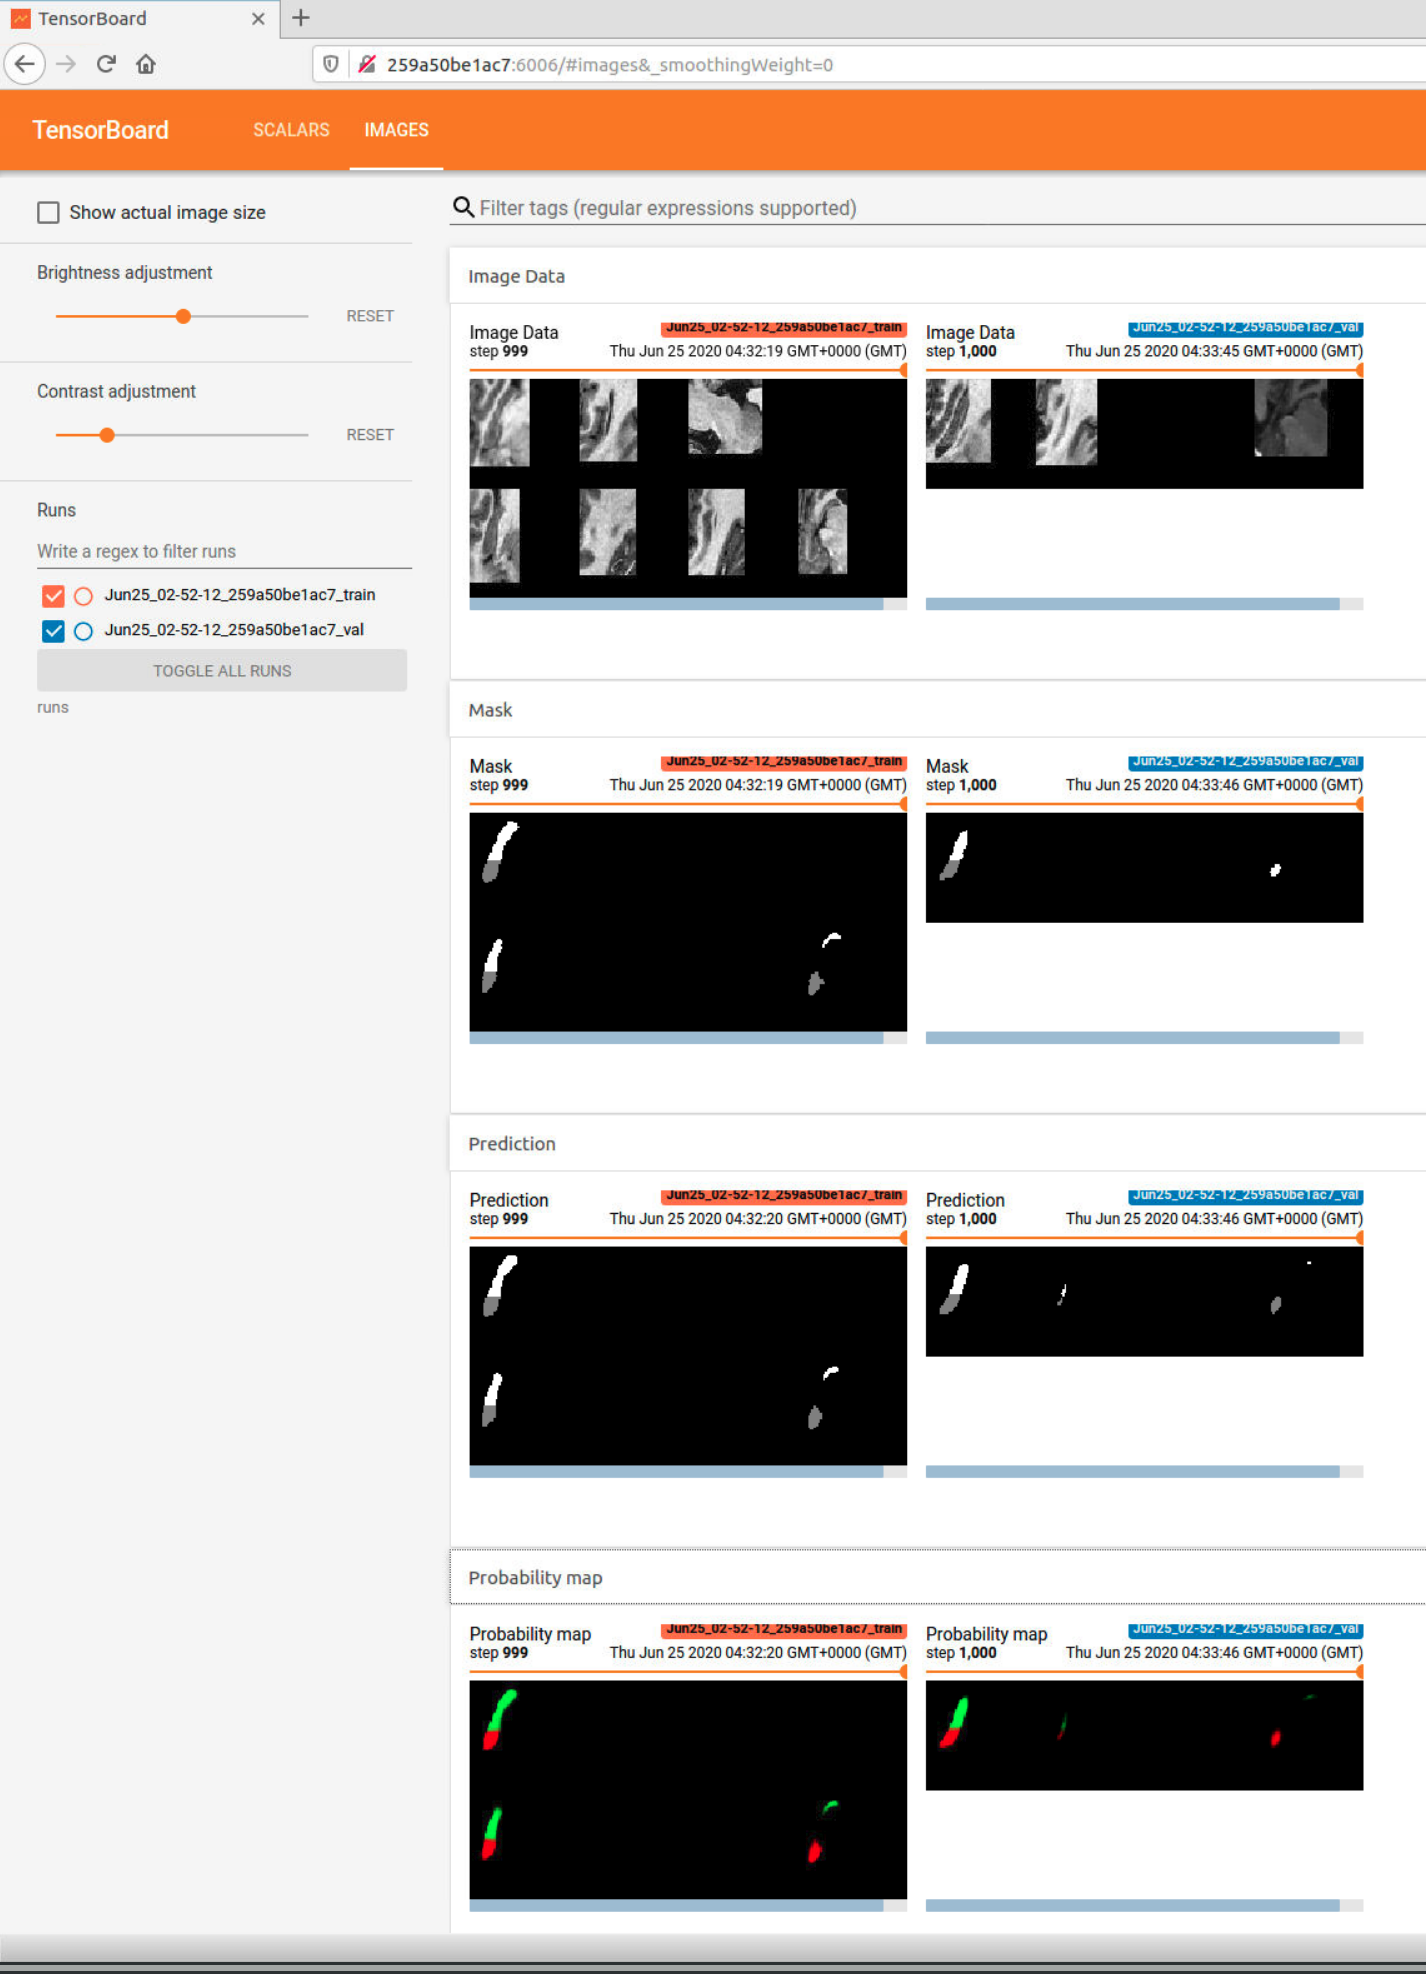 TensorBoard
259a50be1ac7:6006/#images&_smoothingWeight=0
TensorBoard SCALARS IMAGES
Show actual image size
Filter tags (regular expressions supported)
Brightness adjustment
RESET
Contrast adjustment
RESET
Runs
Write a regex to filter runs
Jun25_02-52-12_259a50be1ac7_train
Jun25_02-52-12_259a50be1ac7_val
TOGGLE ALL RUNS
runs
Image Data
Image Data Jun25_02-52-12_259a50be1ac7_train
step 999 Thu Jun 25 2020 04:32:19 GMT+0000 (GMT)
Image Data Jun25_02-52-12_259a50be1ac7_val
step 1,000 Thu Jun 25 2020 04:33:45 GMT+0000 (GMT)
Mask
Mask Jun25_02-52-12_259a50be1ac7_train
step 999 Thu Jun 25 2020 04:32:19 GMT+0000 (GMT)
Mask Jun25_02-52-12_259a50be1ac7_val
step 1,000 Thu Jun 25 2020 04:33:46 GMT+0000 (GMT)
Prediction
Prediction Jun25_02-52-12_259a50be1ac7_train
step 999 Thu Jun 25 2020 04:32:20 GMT+0000 (GMT)
Prediction Jun25_02-52-12_259a50be1ac7_val
step 1,000 Thu Jun 25 2020 04:33:46 GMT+0000 (GMT)
Probability map
Probability map Jun25_02-52-12_259a50be1ac7_train
step 999 Thu Jun 25 2020 04:32:20 GMT+0000 (GMT)
Probability map Jun25_02-52-12_259a50be1ac7_val
step 1,000 Thu Jun 25 2020 04:33:46 GMT+0000 (GMT)